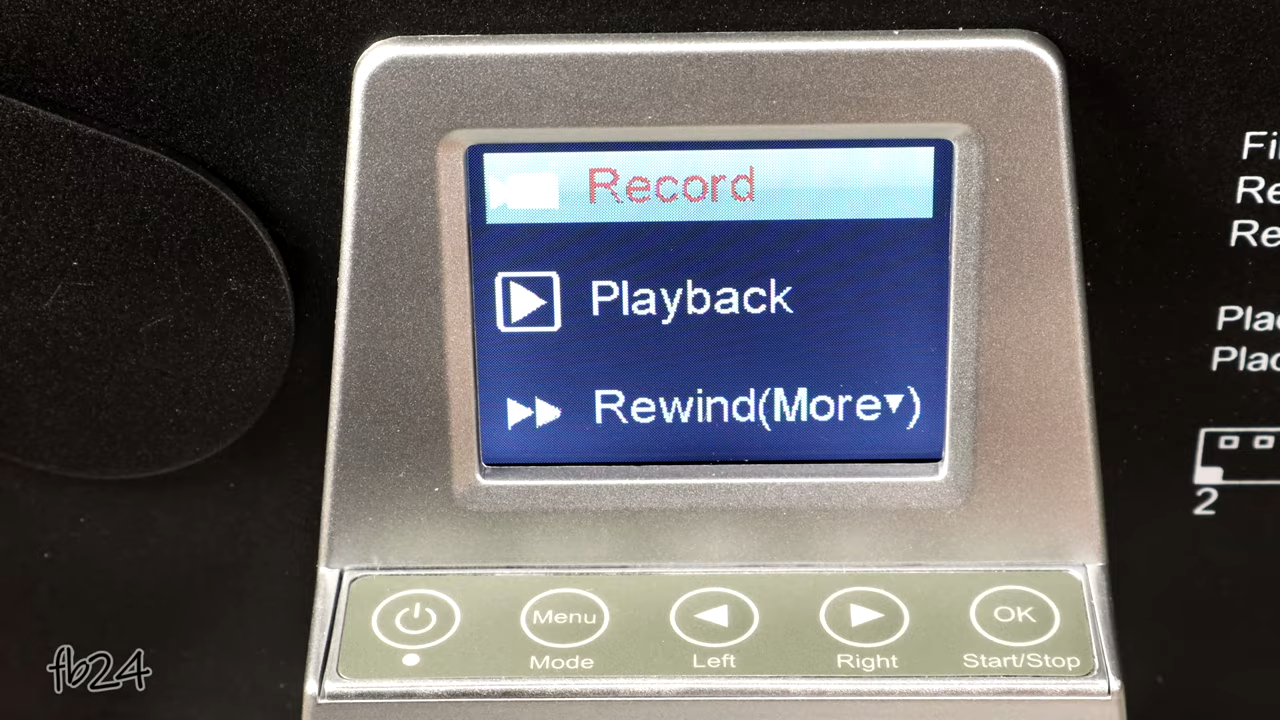 Record
Playback
Rewind(More▼)
Menu
OK
Mode
Left
Right
Start/Stop
2
fb24